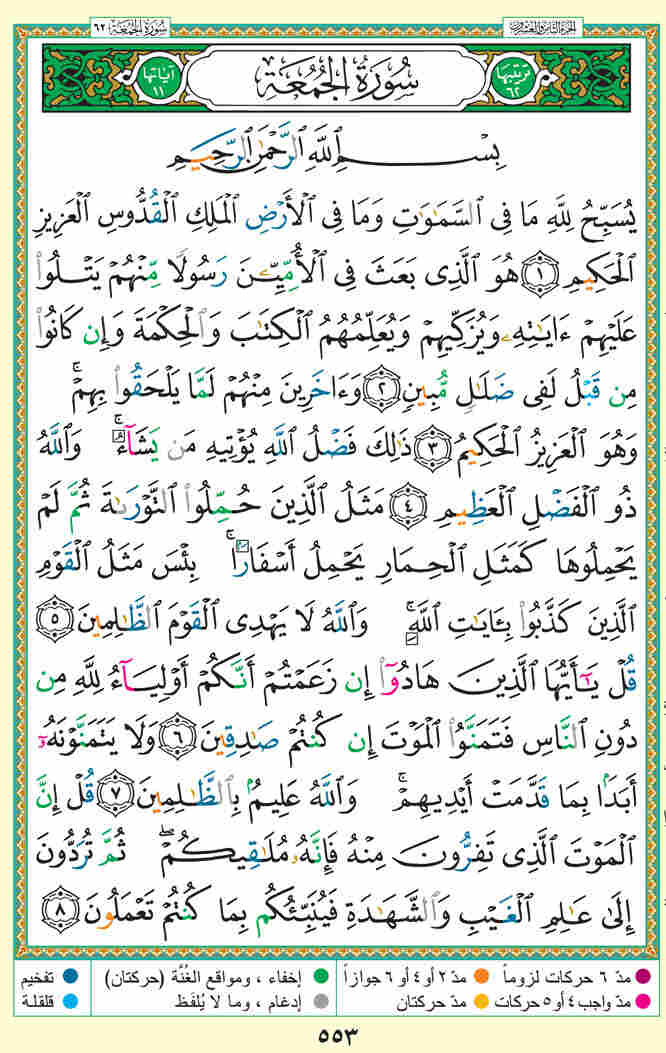 الجزء الثامن والعشرون
سُورَةُ الجُمُعَة ٦٢
ترتيبها ٦٢ سُورَةُ الجُمُعَةِ آياتها ١١
بِسْمِ ٱللَّهِ ٱلرَّحْمَٰنِ ٱلرَّحِيمِ
يُسَبِّحُ لِلَّهِ مَا فِى ٱلسَّمَٰوَٰتِ وَمَا فِى ٱلْأَرْضِ ٱلْمَلِكِ ٱلْقُدُّوسِ ٱلْعَزِيزِ
ٱلْحَكِيمِ ١ هُوَ ٱلَّذِى بَعَثَ فِى ٱلْأُمِّيِّـۧنَ رَسُولًا مِّنْهُمْ يَتْلُوا۟
عَلَيْهِمْ ءَايَٰتِهِۦ وَيُزَكِّيهِمْ وَيُعَلِّمُهُمُ ٱلْكِتَٰبَ وَٱلْحِكْمَةَ وَإِن كَانُوا۟
مِن قَبْلُ لَفِى ضَلَٰلٍ مُّبِينٍ ٢ وَءَاخَرِينَ مِنْهُمْ لَمَّا يَلْحَقُوا۟ بِهِمْ ۚ
وَهُوَ ٱلْعَزِيزُ ٱلْحَكِيمُ ٣ ذَٰلِكَ فَضْلُ ٱللَّهِ يُؤْتِيهِ مَن يَشَآءُ ۚ وَٱللَّهُ
ذُو ٱلْفَضْلِ ٱلْعَظِيمِ ٤ مَثَلُ ٱلَّذِينَ حُمِّلُوا۟ ٱلتَّوْرَىٰةَ ثُمَّ لَمْ
يَحْمِلُوهَا كَمَثَلِ ٱلْحِمَارِ يَحْمِلُ أَسْفَارًۢا ۚ بِئْسَ مَثَلُ ٱلْقَوْمِ
ٱلَّذِينَ كَذَّبُوا۟ بِـَٔايَٰتِ ٱللَّهِ ۚ وَٱللَّهُ لَا يَهْدِى ٱلْقَوْمَ ٱلظَّٰلِمِينَ ٥
قُلْ يَٰٓأَيُّهَا ٱلَّذِينَ هَادُوٓا۟ إِن زَعَمْتُمْ أَنَّكُمْ أَوْلِيَآءُ لِلَّهِ مِن
دُونِ ٱلنَّاسِ فَتَمَنَّوُا۟ ٱلْمَوْتَ إِن كُنتُمْ صَٰدِقِينَ ٦ وَلَا يَتَمَنَّوْنَهُۥٓ
أَبَدًۢا بِمَا قَدَّمَتْ أَيْدِيهِمْ ۚ وَٱللَّهُ عَلِيمٌۢ بِٱلظَّٰلِمِينَ ٧ قُلْ إِنَّ
ٱلْمَوْتَ ٱلَّذِى تَفِرُّونَ مِنْهُ فَإِنَّهُۥ مُلَٰقِيكُمْ ۖ ثُمَّ تُرَدُّونَ
إِلَىٰ عَٰلِمِ ٱلْغَيْبِ وَٱلشَّهَٰدَةِ فَيُنَبِّئُكُم بِمَا كُنتُمْ تَعْمَلُونَ ٨
مدّ ٦ حركات لزوماً مدّ ٢ أو ٤ أو ٦ جوازاً إخفاء ، ومواقع الغُنَّة (حركتان) تفخيم
مدّ واجب ٤ أو ٥ حركات مدّ حركتان إدغام ، وما لا يُلفَظ قلقلة
٥٥٣